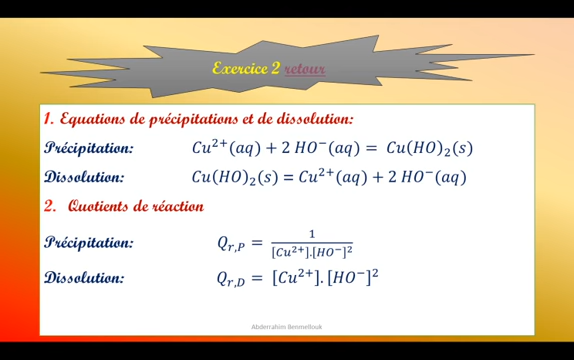 Exercice 2 retour
1. Equations de précipitations et de dissolution:
Précipitation: Cu²⁺(aq) + 2 HO⁻(aq) = Cu(HO)₂(s)
Dissolution: Cu(HO)₂(s) = Cu²⁺(aq) + 2 HO⁻(aq)
2. Quotients de réaction
Précipitation: Qr,P = 1/[Cu²⁺].[HO⁻]²
Dissolution: Qr,D = [Cu²⁺].[HO⁻]²
Abderrahim Benmellouk